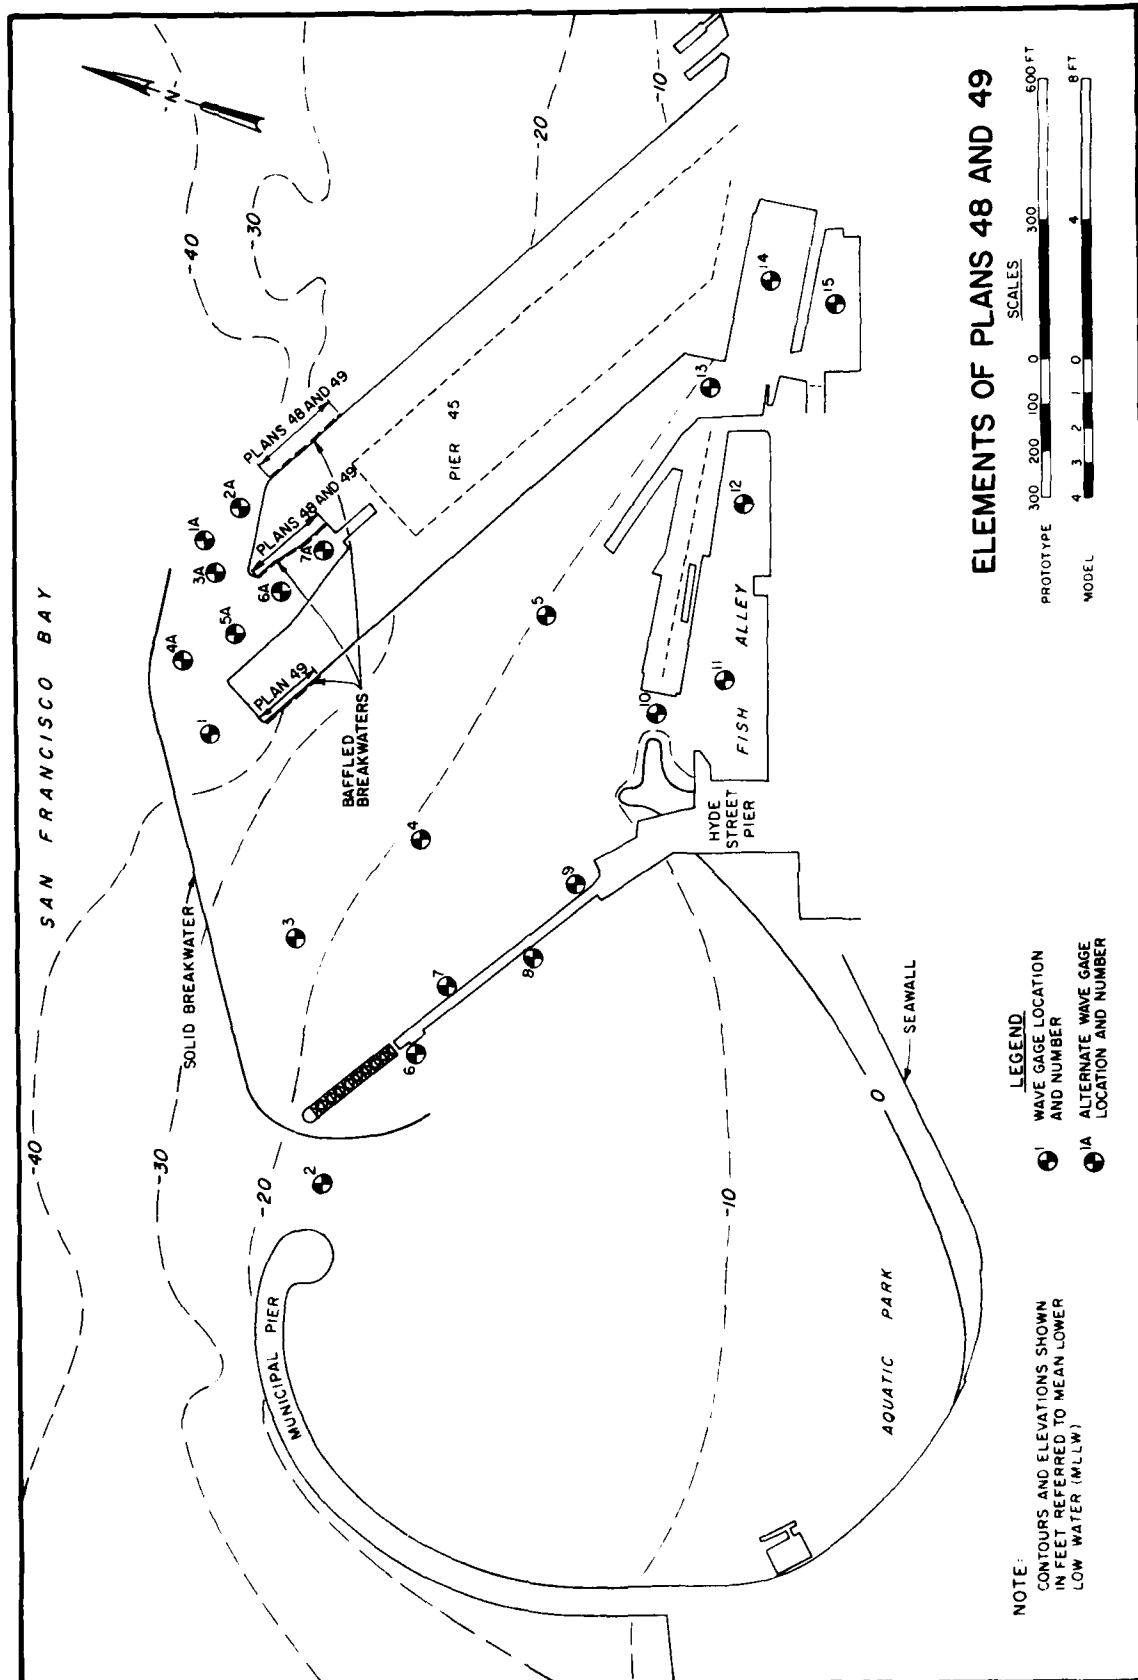 SAN FRANCISCO BAY
-40
-30
-20
-10
-40
-30
-20
-10
0
-N-
SOLID BREAKWATER
MUNICIPAL PIER
PLANS 48 AND 49
PLANS 48 AND 49
PLAN 49
BAFFLED
BREAKWATERS
PIER 45
1
2
3
4
5
6
7
8
9
10
11
12
13
14
15
1A
2A
3A
4A
5A
6A
7A
FISH ALLEY
HYDE
STREET
PIER
SEAWALL
AQUATIC PARK
NOTE:
CONTOURS AND ELEVATIONS SHOWN
IN FEET REFERRED TO MEAN LOWER
LOW WATER (MLLW)
LEGEND
1 WAVE GAGE LOCATION
AND NUMBER
1A ALTERNATE WAVE GAGE
LOCATION AND NUMBER
ELEMENTS OF PLANS 48 AND 49
SCALES
PROTOTYPE 300 200 100 0 300 600 FT
MODEL 4 3 2 1 0 4 8 FT